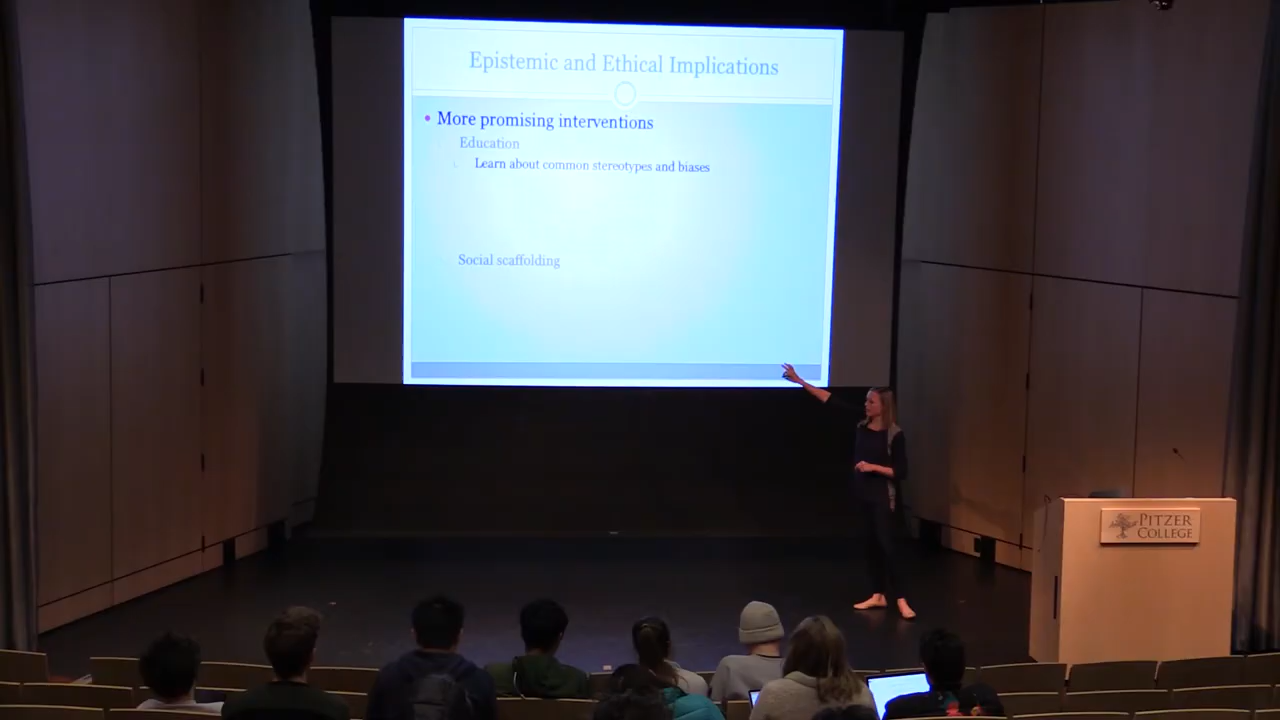 Epistemic and Ethical Implications
• More promising interventions
Education
Learn about common stereotypes and biases
Social scaffolding
PITZER
COLLEGE